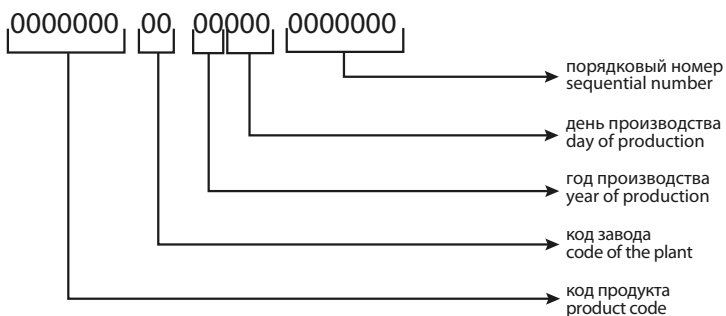 0000000 00 00000 0000000
порядковый номер
sequential number
день производства
day of production
год производства
year of production
код завода
code of the plant
код продукта
product code